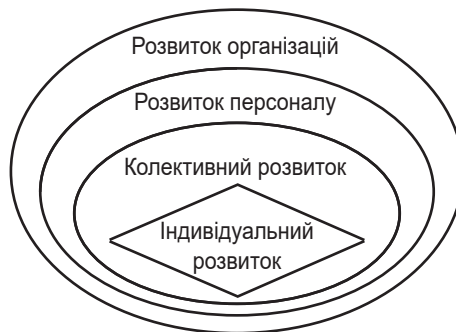 Розвиток організацій
Розвиток персоналу
Колективний розвиток
Індивідуальний
розвиток